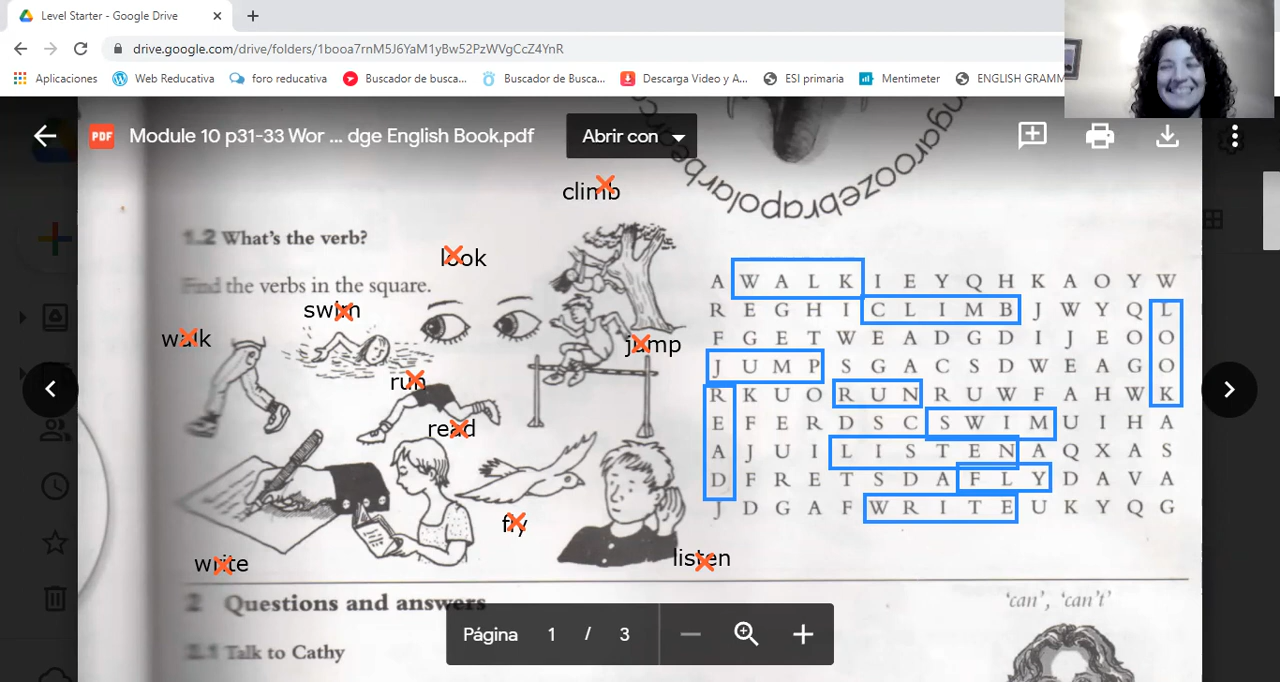 Level Starter - Google Drive
drive.google.com/drive/folders/1booa7rnM5J6YaM1yBw52PzWVgCcZ4YnR
Aplicaciones Web Reducativa foro reducativa Buscador de busca... Buscador de Busca... Descarga Video y A... ESI primaria Mentimeter ENGLISH GRAMM
PDF Module 10 p31-33 Wor ... dge English Book.pdf Abrir con
ngaroozebrapolarbe
climb
1.2 What's the verb?
look
Find the verbs in the square.
swim
walk
jump
run
read
fly
write
listen
A W A L K I E Y Q H K A O Y W
R E G H I C L I M B J W Y Q L
F G E T W E A D G D I J E O O
J U M P S G A C S D W E A G O
R K U O R U N R U W F A H W K
E F E R D S C S W I M U I H A
A J U I L I S T E N A Q X A S
D F R E T S D A F L Y D A V A
J D G A F W R I T E U K Y Q G
2 Questions and answers
'can', 'can't'
2.1 Talk to Cathy
Página 1 / 3